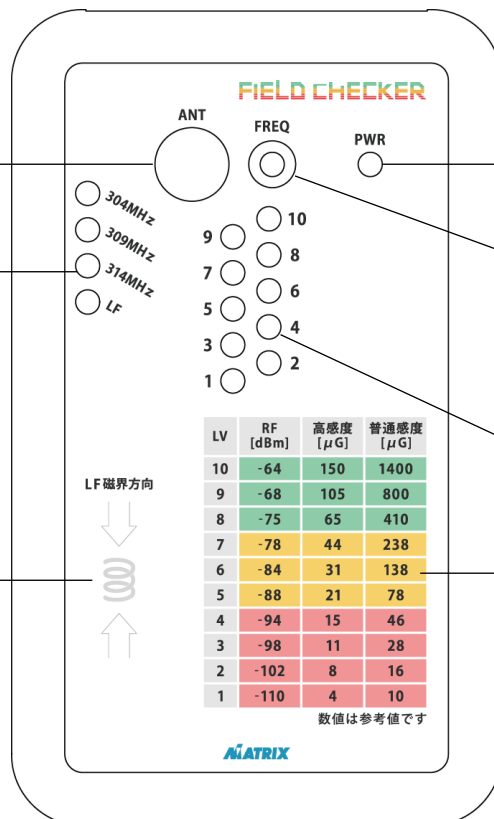 FIELD CHECKER
ANT
FREQ
PWR
304MHz
309MHz
314MHz
LF
10
9
8
7
6
5
4
3
2
1
LV RF [dBm] 高感度 [μG] 普通感度 [μG]
10 -64 150 1400
9 -68 105 800
8 -75 65 410
7 -78 44 238
6 -84 31 138
5 -88 21 78
4 -94 15 46
3 -98 11 28
2 -102 8 16
1 -110 4 10
数値は参考値です
LF磁界方向
MATRIX